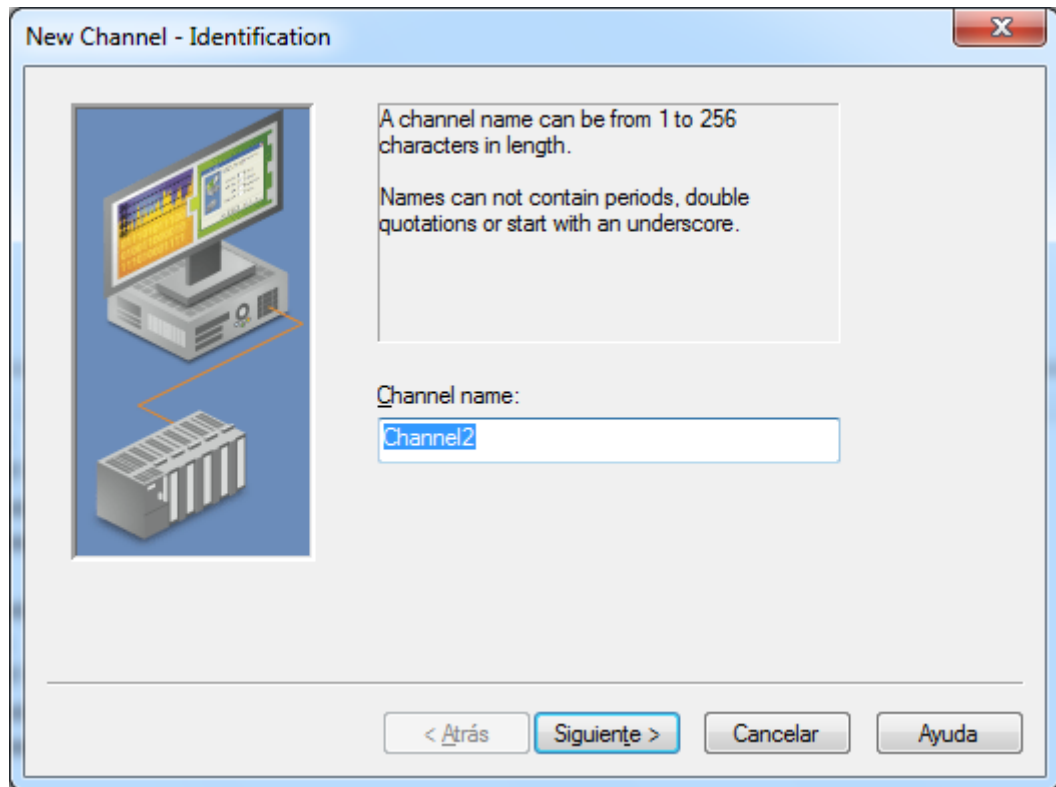 New Channel - Identification
A channel name can be from 1 to 256
characters in length.
Names can not contain periods, double
quotations or start with an underscore.
Channel name:
Channel2
< Atrás
Siguiente >
Cancelar
Ayuda